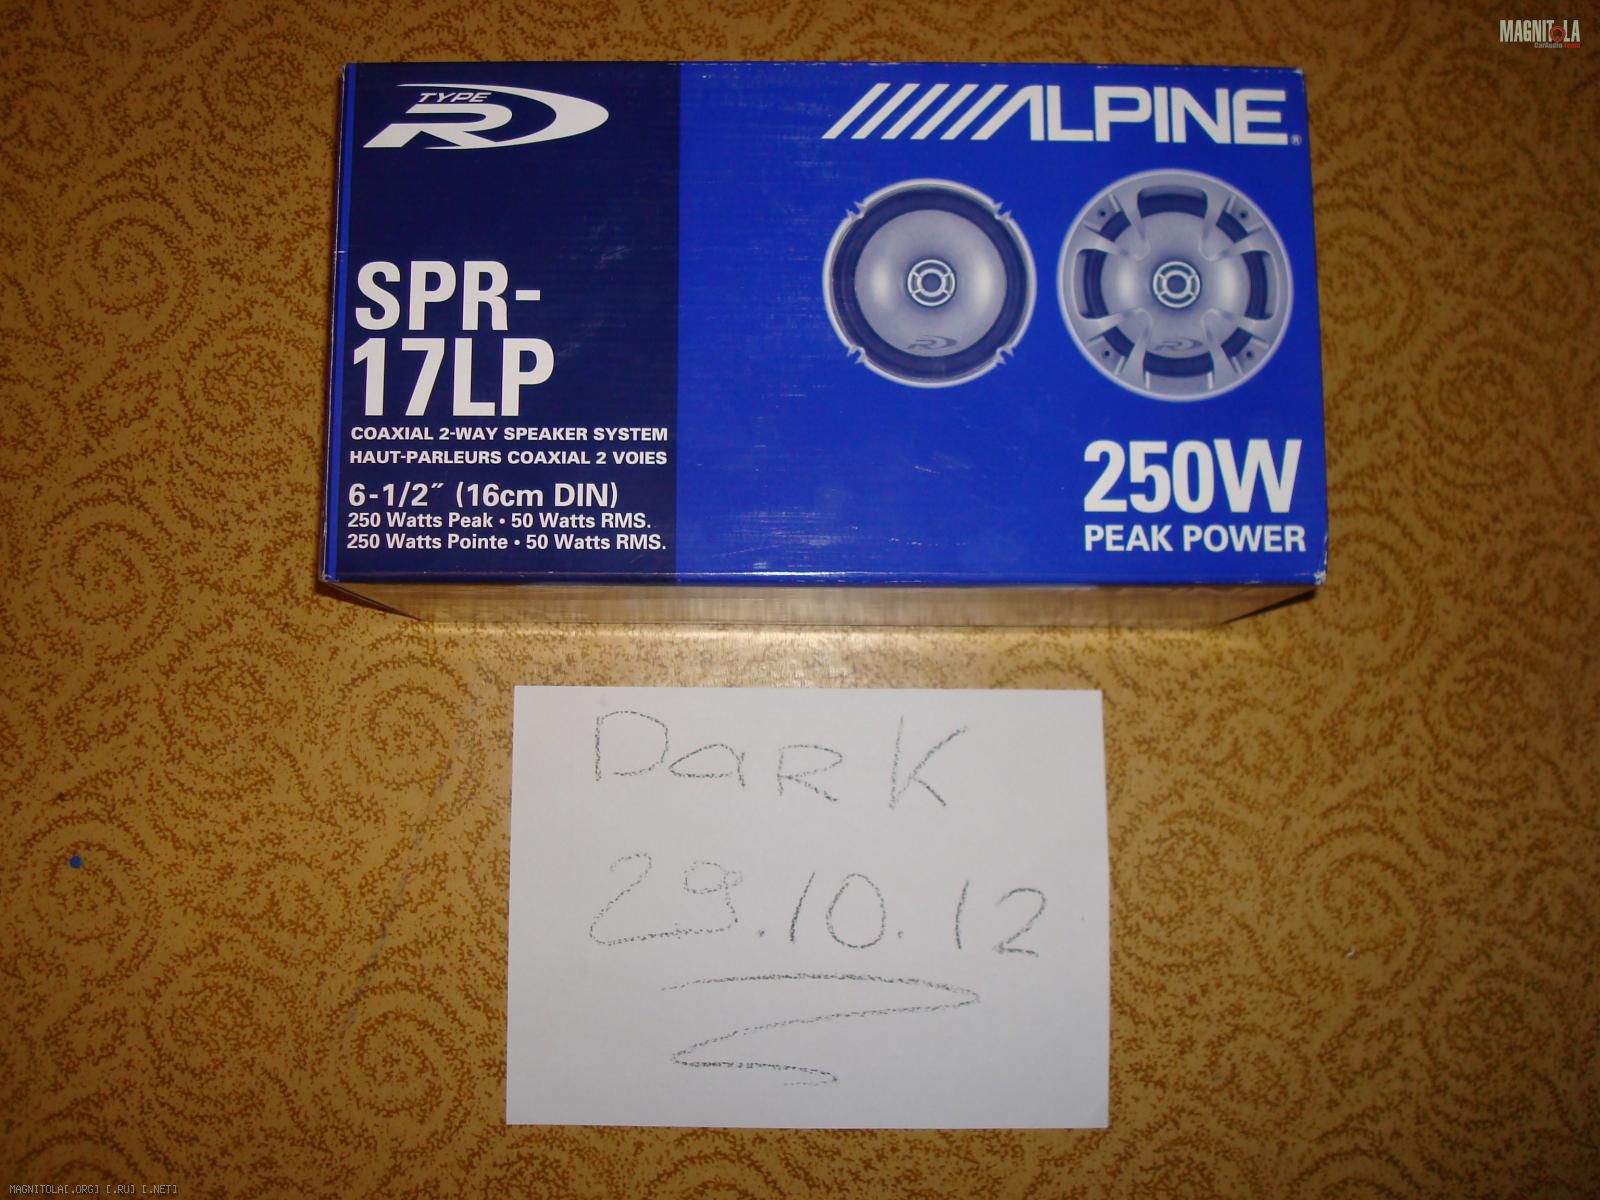 MAGNITOLA
CarAudio Team
TYPE
R
ALPINE®
SPR-
17LP
COAXIAL 2-WAY SPEAKER SYSTEM
HAUT-PARLEURS COAXIAL 2 VOIES
6-1/2″ (16cm DIN)
250 Watts Peak • 50 Watts RMS.
250 Watts Pointe • 50 Watts RMS.
250W
PEAK POWER
DaRK
29.10.12
MAGNITOLA[.ORG] [.RU] [.NET]